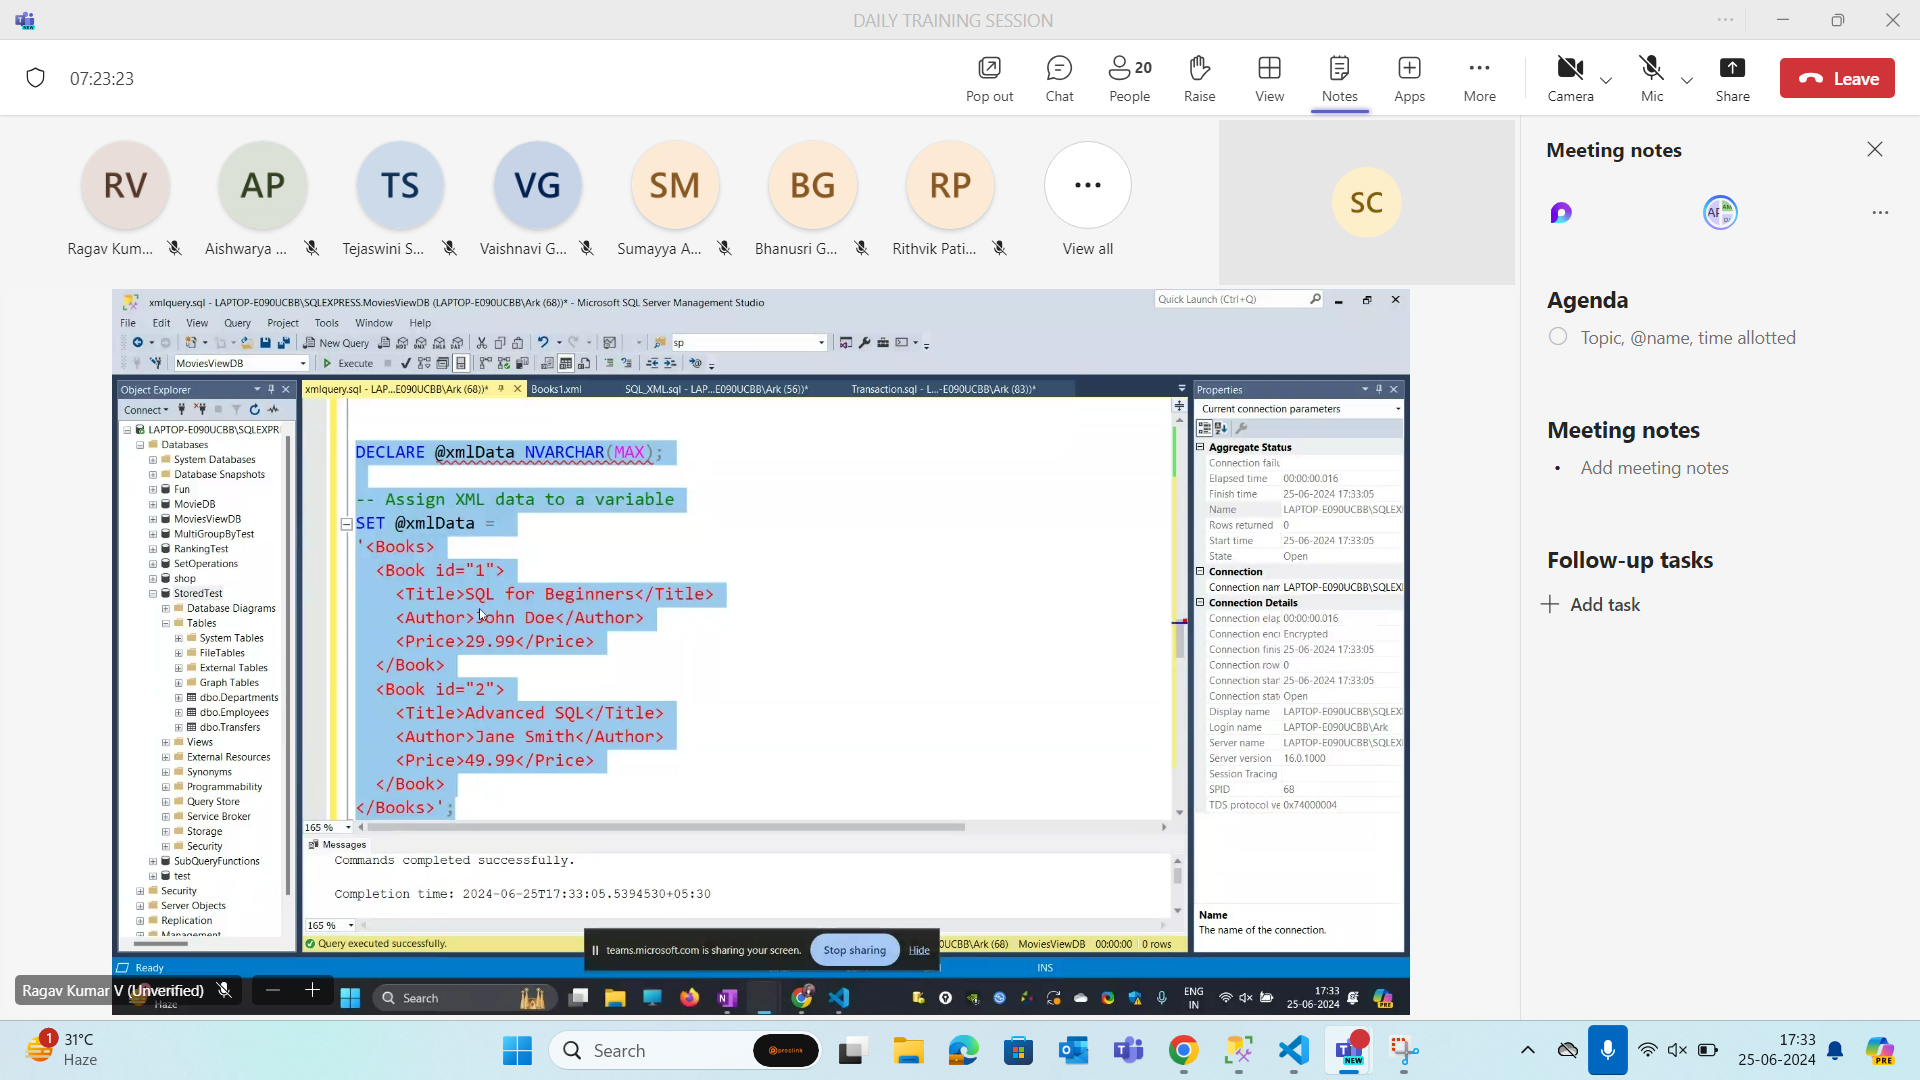 DAILY TRAINING SESSION
07:23:23
Pop out
Chat
20
People
Raise
View
Notes
Apps
More
Camera
Mic
Share
Leave
RV
AP
TS
VG
SM
BG
RP
SC
Ragav Kum...
Aishwarya ...
Tejaswini S...
Vaishnavi G...
Sumayya A...
Bhanusri G...
Rithvik Pati...
View all
Meeting notes
Agenda
Topic, @name, time allotted
Meeting notes
Add meeting notes
Follow-up tasks
Add task
xmlquery.sql - LAPTOP-E090UCBB\SQLEXPRESS.MoviesViewDB (LAPTOP-E090UCBB\Ark (68))* - Microsoft SQL Server Management Studio
Quick Launch (Ctrl+Q)
File Edit View Query Project Tools Window Help
New Query
sp
MoviesViewDB
Execute
Object Explorer
xmlquery.sql - LAP...E090UCBB\Ark (68))*
Books1.xml
SQL_XML.sql - LAP...E090UCBB\Ark (56))*
Transaction.sql - L...-E090UCBB\Ark (83))*
Properties
Connect
LAPTOP-E090UCBB\SQLEXPR
Databases
System Databases
Database Snapshots
Fun
MovieDB
MoviesViewDB
MultiGroupByTest
RankingTest
SetOperations
shop
StoredTest
Database Diagrams
Tables
System Tables
FileTables
External Tables
Graph Tables
dbo.Departments
dbo.Employees
dbo.Transfers
Views
External Resources
Synonyms
Programmability
Query Store
Service Broker
Storage
Security
SubQueryFunctions
test
Security
Server Objects
Replication
Management
DECLARE @xmlData NVARCHAR(MAX);
-- Assign XML data to a variable
SET @xmlData =
'<Books>
<Book id="1">
<Title>SQL for Beginners</Title>
<Author>John Doe</Author>
<Price>29.99</Price>
</Book>
<Book id="2">
<Title>Advanced SQL</Title>
<Author>Jane Smith</Author>
<Price>49.99</Price>
</Book>
</Books>';
165 %
Messages
Commands completed successfully.
Completion time: 2024-06-25T17:33:05.5394530+05:30
165 %
Query executed successfully.
UCBB\Ark (68) MoviesViewDB 00:00:00 0 rows
Current connection parameters
Aggregate Status
Connection failu
Elapsed time 00:00:00.016
Finish time 25-06-2024 17:33:05
Name LAPTOP-E090UCBB\SQLEX
Rows returned 0
Start time 25-06-2024 17:33:05
State Open
Connection
Connection nam LAPTOP-E090UCBB\SQLEX
Connection Details
Connection elap 00:00:00.016
Connection encr Encrypted
Connection finis 25-06-2024 17:33:05
Connection row 0
Connection star 25-06-2024 17:33:05
Connection stat Open
Display name LAPTOP-E090UCBB\SQLEX
Login name LAPTOP-E090UCBB\Ark
Server name LAPTOP-E090UCBB\SQLEX
Server version 16.0.1000
Session Tracing
SPID 68
TDS protocol ve 0x74000004
Name
The name of the connection.
teams.microsoft.com is sharing your screen.
Stop sharing
Hide
Ready
INS
Ragav Kumar V (Unverified)
Haze
Search
ENG
IN
17:33
25-06-2024
1
31°C
Haze
Search
prolink
NEW
17:33
25-06-2024
PRE